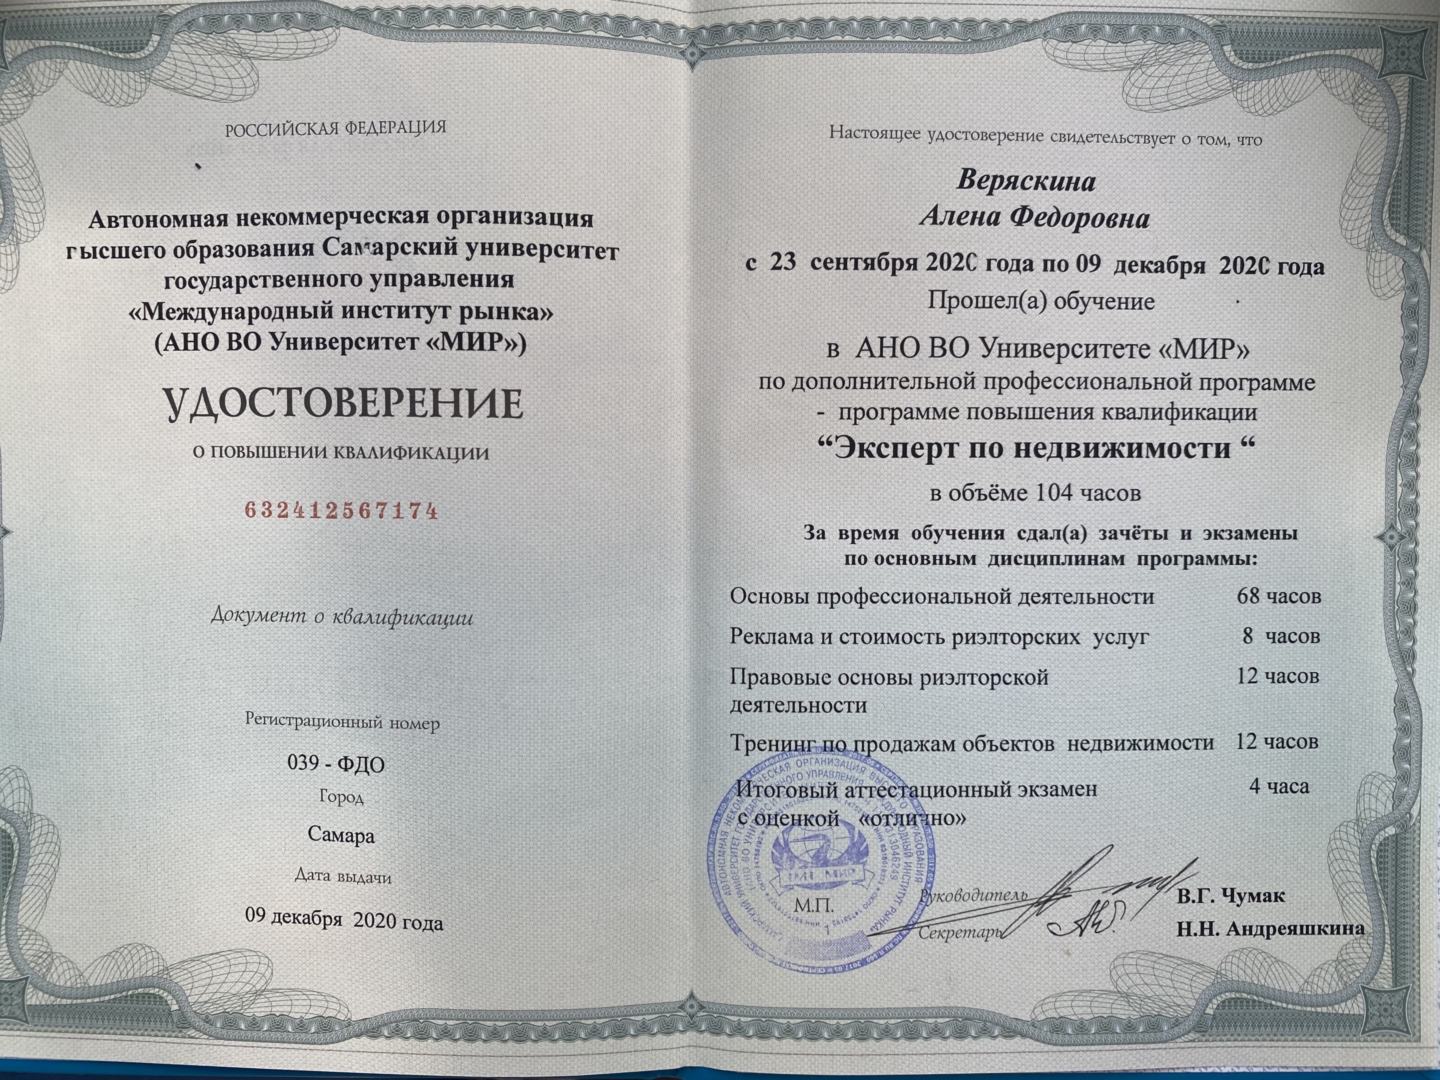 РОССИЙСКАЯ ФЕДЕРАЦИЯ
Автономная некоммерческая организация
высшего образования Самарский университет
государственного управления
«Международный институт рынка»
(АНО ВО Университет «МИР»)
УДОСТОВЕРЕНИЕ
О ПОВЫШЕНИИ КВАЛИФИКАЦИИ
632412567174
Документ о квалификации
Регистрационный номер
039 - ФДО
Город
Самара
Дата выдачи
09 декабря 2020 года
Настоящее удостоверение свидетельствует о том, что
Веряскина
Алена Федоровна
с 23 сентября 2020 года по 09 декабря 2020 года
Прошел(а) обучение
в АНО ВО Университете «МИР»
по дополнительной профессиональной программе
- программе повышения квалификации
“Эксперт по недвижимости “
в объёме 104 часов
За время обучения сдал(а) зачёты и экзамены
по основным дисциплинам программы:
Основы профессиональной деятельности 68 часов
Реклама и стоимость риэлторских услуг 8 часов
Правовые основы риэлторской 12 часов
деятельности
Тренинг по продажам объектов недвижимости 12 часов
Итоговый аттестационный экзамен 4 часа
с оценкой «отлично»
М.П.
Руководитель В.Г. Чумак
Секретарь Н.Н. Андреяшкина